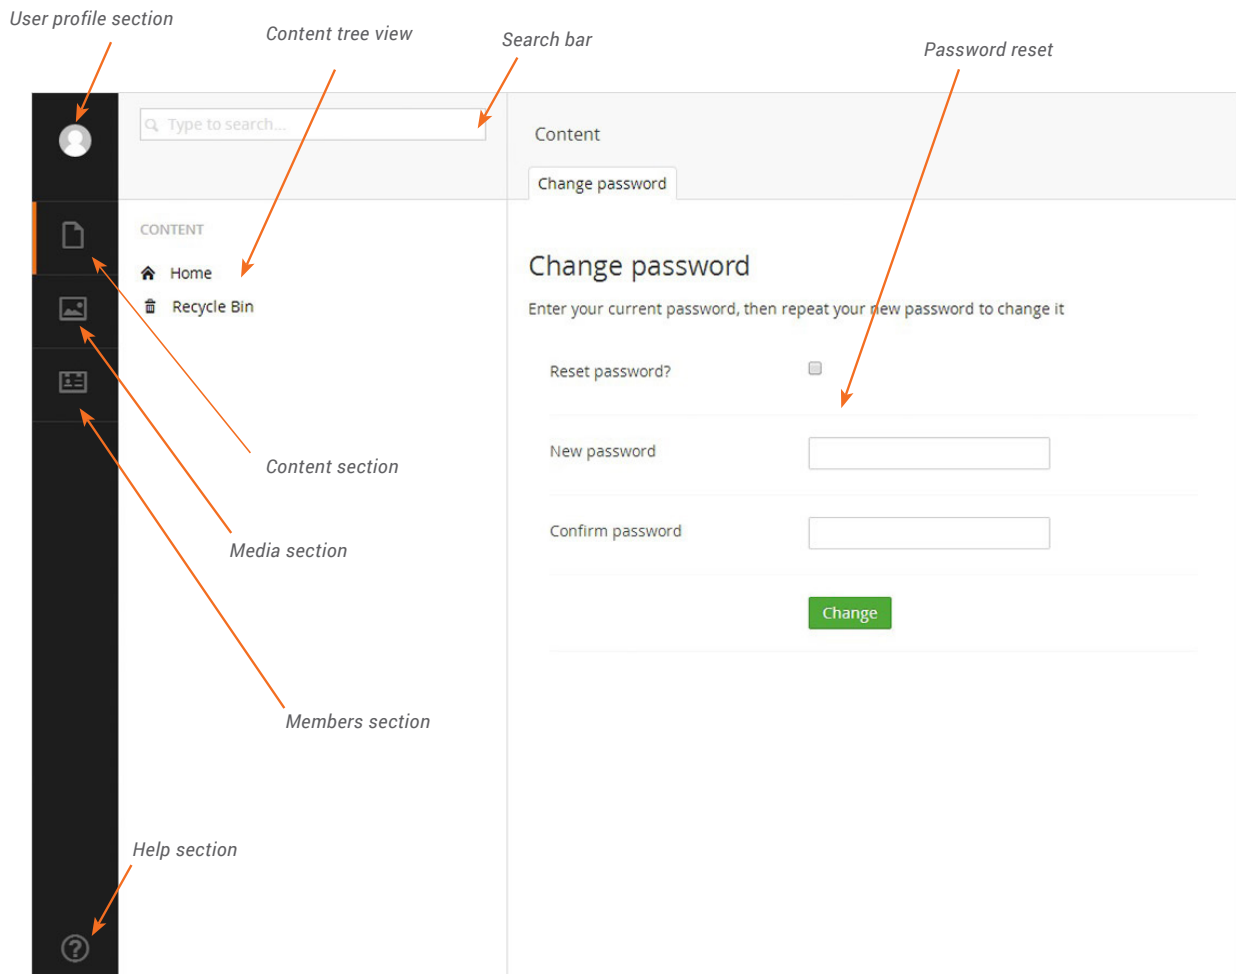 User profile section
Content tree view
Search bar
Password reset
Type to search...
Content
Change password
CONTENT
Home
Recycle Bin
Change password
Enter your current password, then repeat your new password to change it
Reset password?
New password
Confirm password
Change
Content section
Media section
Members section
Help section